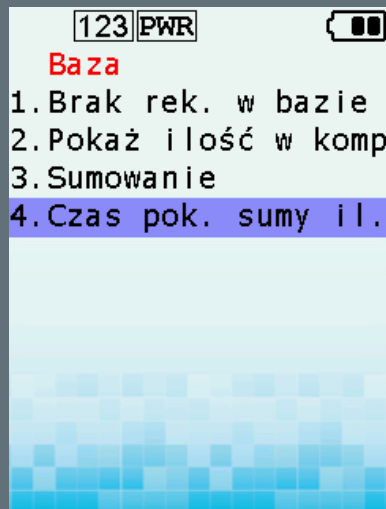 123 PWR
Baza
1.Brak rek. w bazie
2.Pokaż ilość w komp
3.Sumowanie
4.Czas pok. sumy il.